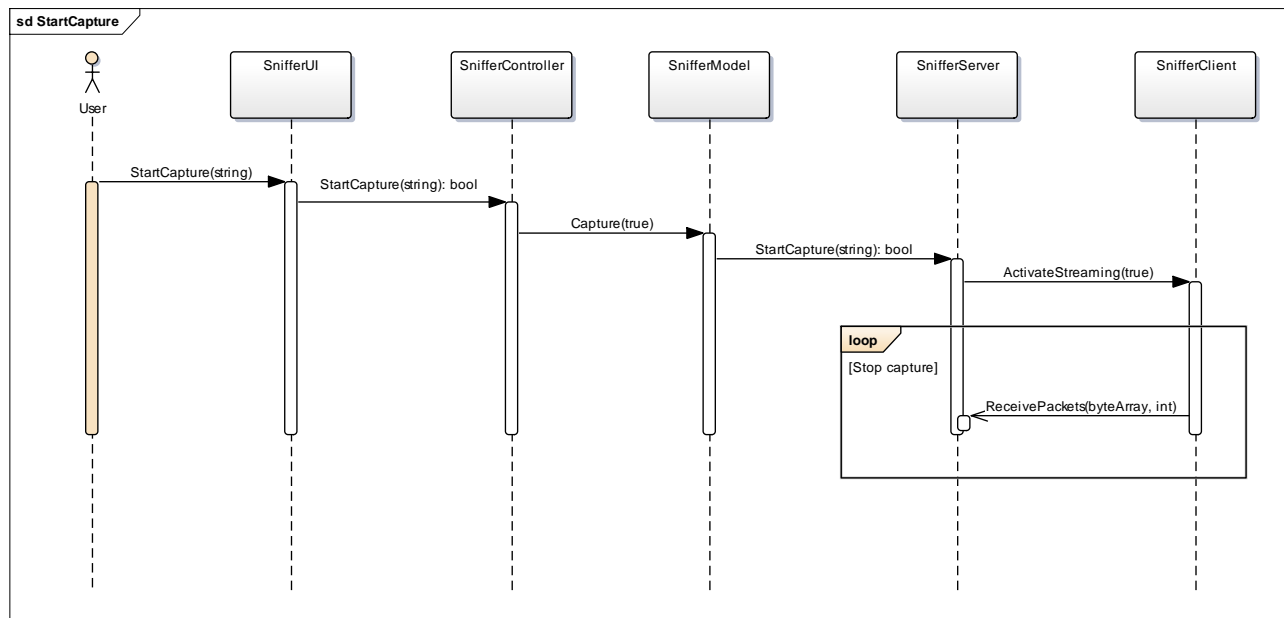 sd StartCapture
SnifferUI
SnifferController
SnifferModel
SnifferServer
SnifferClient
User
StartCapture(string)
StartCapture(string): bool
Capture(true)
StartCapture(string): bool
ActivateStreaming(true)
loop
[Stop capture]
ReceivePackets(byteArray, int)